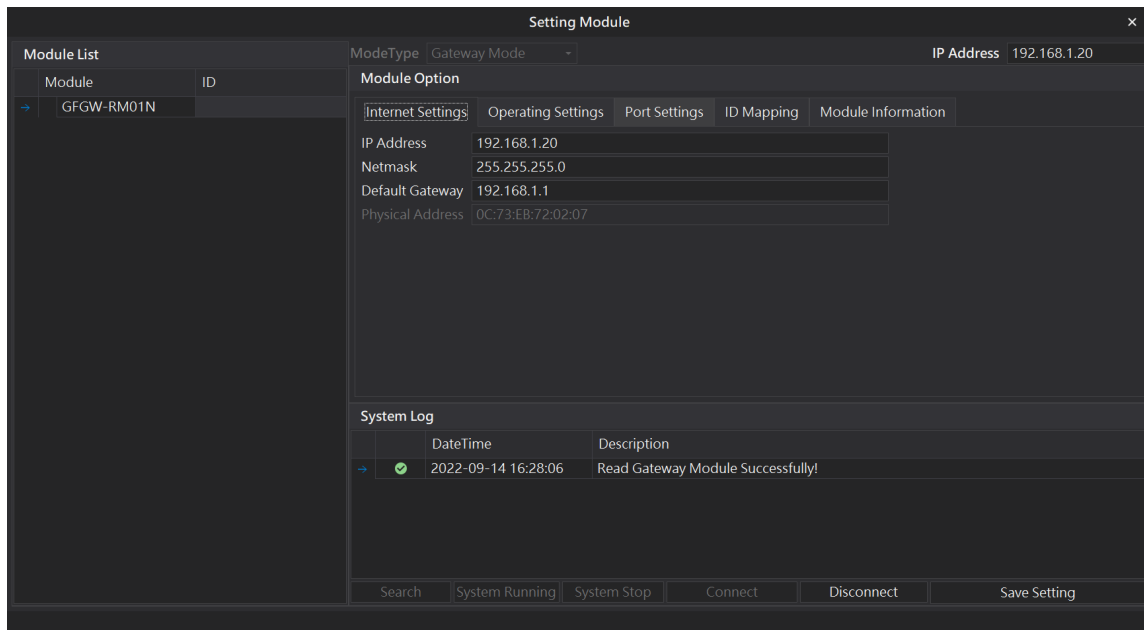 Setting Module ×
Module List
ModeType Gateway Mode IP Address 192.168.1.20
Module ID
GFGW-RM01N
Module Option
Internet Settings Operating Settings Port Settings ID Mapping Module Information
IP Address 192.168.1.20
Netmask 255.255.255.0
Default Gateway 192.168.1.1
Physical Address 0C:73:EB:72:02:07
System Log
DateTime Description
2022-09-14 16:28:06 Read Gateway Module Successfully!
Search System Running System Stop Connect Disconnect Save Setting